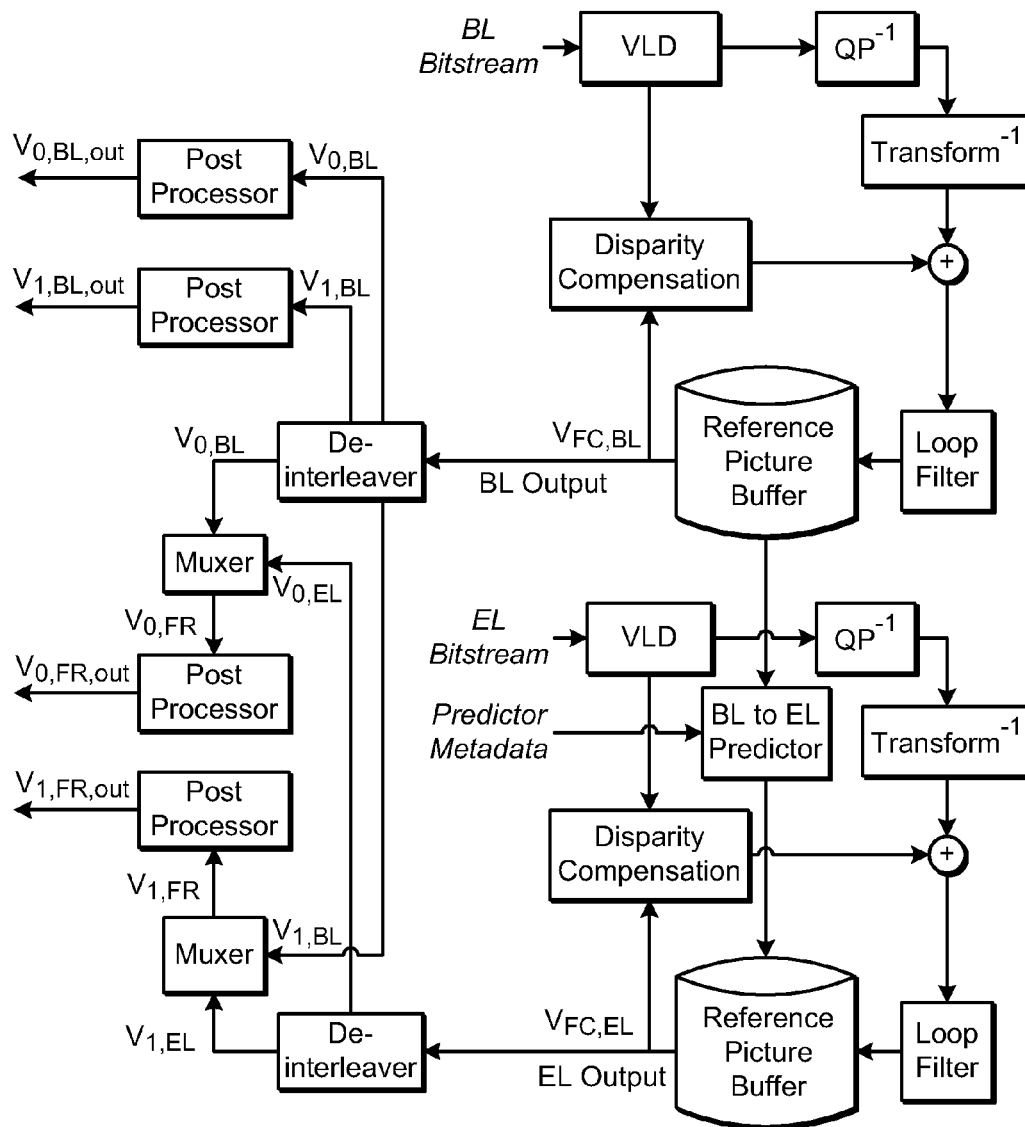 BL
Bitstream
VLD
QP⁻¹
Transform⁻¹
V0,BL,out
Post
Processor
V0,BL
V1,BL,out
Post
Processor
V1,BL
Disparity
Compensation
+
V0,BL
De-
interleaver
VFC,BL
BL Output
Reference
Picture
Buffer
Loop
Filter
Muxer
V0,EL
V0,FR
EL
Bitstream
VLD
QP⁻¹
V0,FR,out
Post
Processor
Predictor
Metadata
BL to EL
Predictor
Transform⁻¹
V1,FR,out
Post
Processor
Disparity
Compensation
+
V1,FR
Muxer
V1,BL
V1,EL
De-
interleaver
VFC,EL
EL Output
Reference
Picture
Buffer
Loop
Filter